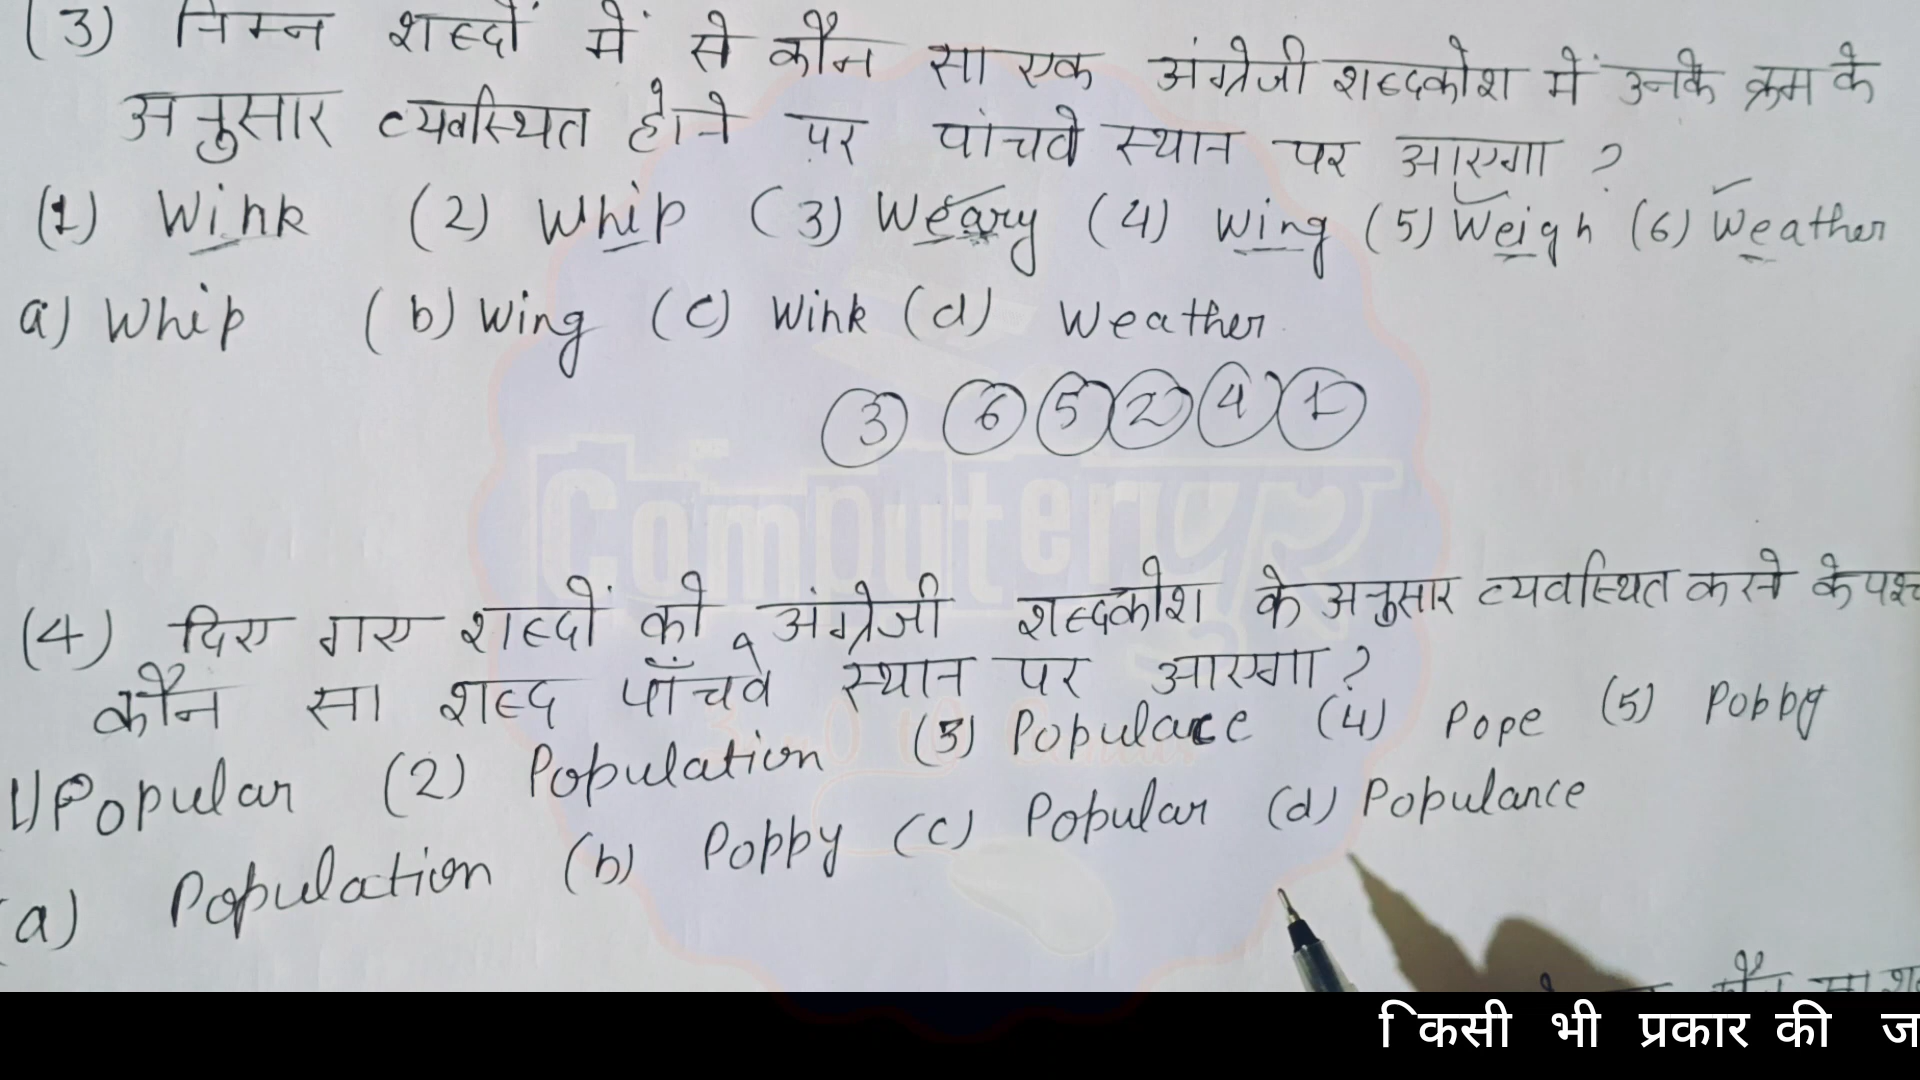 (3) निम्न शब्दों में से कौन सा एक अंग्रेजी शब्दकोश में उनके क्रम के
अनुसार व्यवस्थित होने पर पांचवे स्थान पर आएगा ?
(1) Wink (2) Whip (3) Weary (4) Wing (5) Weigh (6) Weather
a) Whip (b) Wing (c) Wink (d) Weather
3 6 5 2 4 1
Computer गुरु
(4) दिए गए शब्दों को अंग्रेजी शब्दकोश के अनुसार व्यवस्थित करने के पश्च
कौन सा शब्द पाँचवे स्थान पर आएगा ?
1) Popular (2) Population (3) Populace (4) Pope (5) Poppy
(a) Population (b) Poppy (c) Popular (d) Populance
किसी भी प्रकार की ज